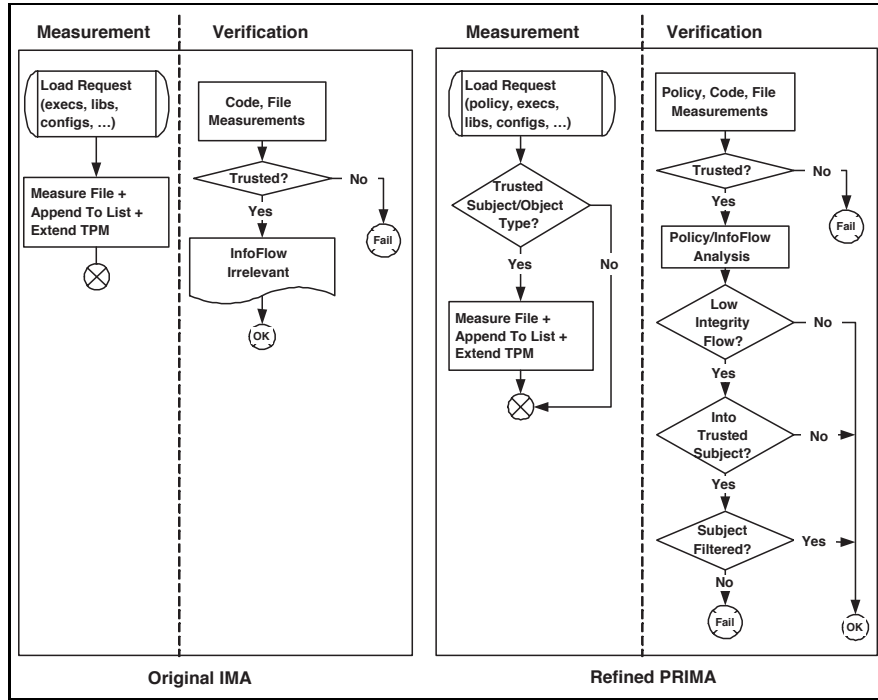 Measurement
Verification
Load Request
(execs, libs,
configs, ...)
Measure File +
Append To List +
Extend TPM
Code, File
Measurements
Trusted?
No
Fail
Yes
InfoFlow
Irrelevant
OK
Original IMA
Measurement
Verification
Load Request
(policy, execs,
libs, configs, ...)
Trusted
Subject/Object
Type?
Yes
No
Measure File +
Append To List +
Extend TPM
Policy, Code, File
Measurements
Trusted?
No
Fail
Yes
Policy/InfoFlow
Analysis
Low
Integrity
Flow?
No
Yes
Into
Trusted
Subject?
No
Yes
Subject
Filtered?
Yes
No
Fail
OK
Refined PRIMA